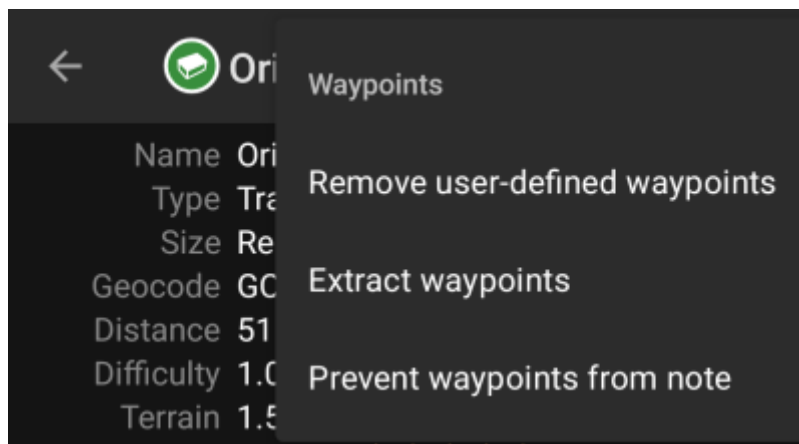 Ori
Name Ori
Type Tra
Size Re
Geocode GC
Distance 51
Difficulty 1.0
Terrain 1.5
Waypoints
Remove user-defined waypoints
Extract waypoints
Prevent waypoints from note